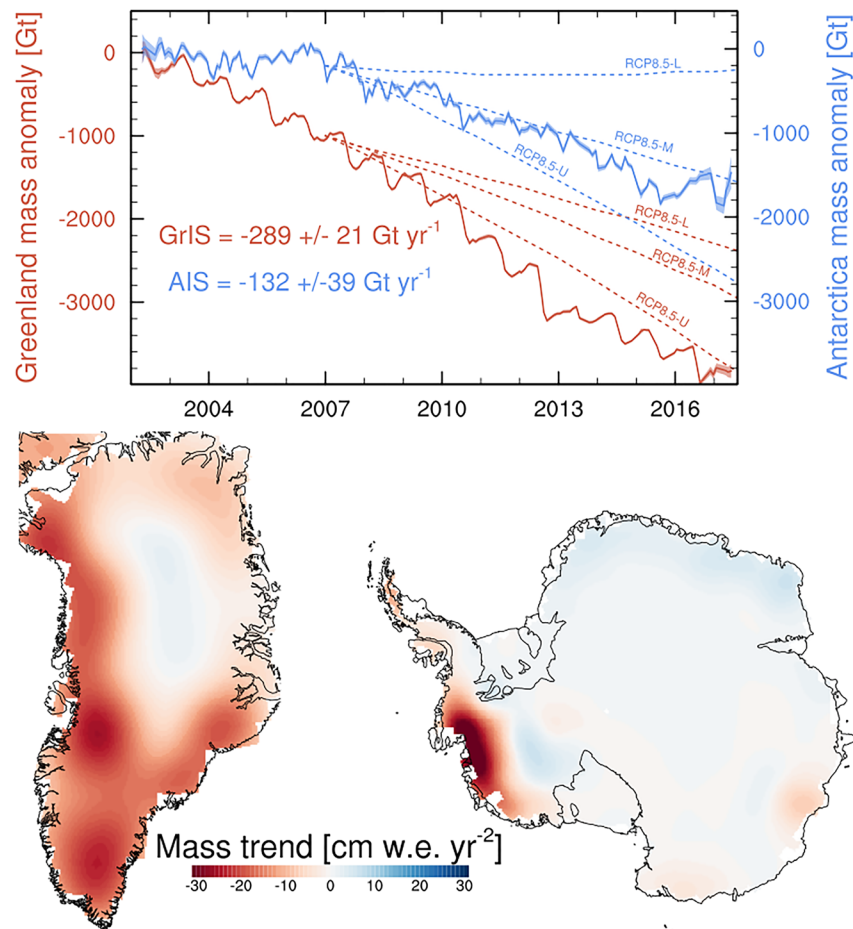 Greenland mass anomaly [Gt]
0
-1000
-2000
-3000
Antarctica mass anomaly [Gt]
0
-1000
-2000
-3000
RCP8.5-L
RCP8.5-M
RCP8.5-U
RCP8.5-L
RCP8.5-M
RCP8.5-U
GrIS = -289 +/- 21 Gt yr⁻¹
AIS = -132 +/-39 Gt yr⁻¹
2004 2007 2010 2013 2016
Mass trend [cm w.e. yr⁻²]
-30 -20 -10 0 10 20 30